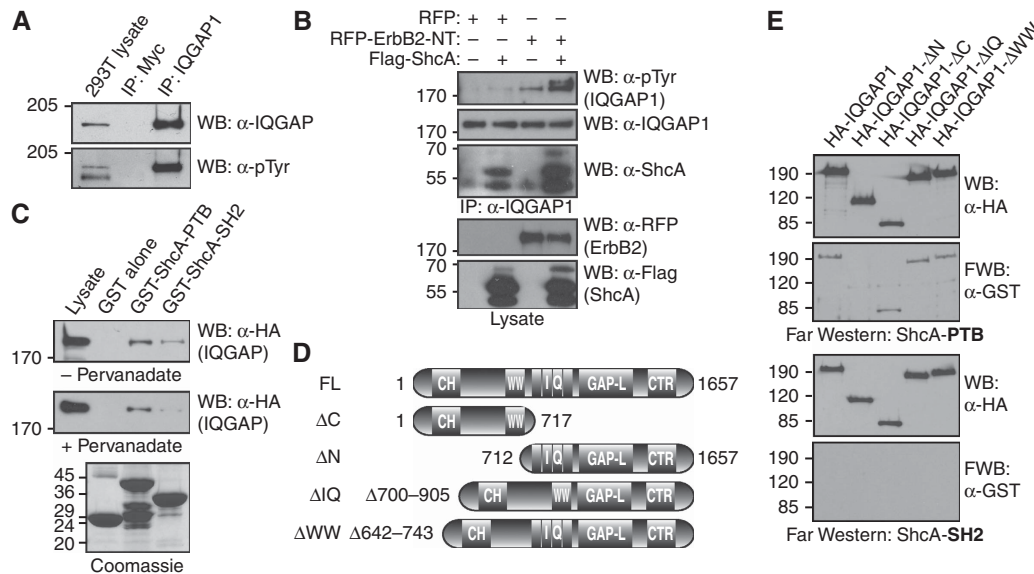 A
293T lysate
IP: Myc
IP: IQGAP1
205
WB: α-IQGAP
205
WB: α-pTyr
B
RFP: + + – –
RFP-ErbB2-NT: – – + +
Flag-ShcA: – + – +
170
WB: α-pTyr
(IQGAP1)
170
WB: α-IQGAP1
70
55
WB: α-ShcA
IP: α-IQGAP1
170
WB: α-RFP
(ErbB2)
70
55
WB: α-Flag
(ShcA)
Lysate
C
Lysate
GST alone
GST-ShcA-PTB
GST-ShcA-SH2
170
WB: α-HA
(IQGAP)
– Pervanadate
170
WB: α-HA
(IQGAP)
+ Pervanadate
45
36
29
24
20
Coomassie
D
FL 1 CH WW I Q GAP-L CTR 1657
ΔC 1 CH WW 717
ΔN 712 I Q GAP-L CTR 1657
ΔIQ Δ700–905 CH WW GAP-L CTR
ΔWW Δ642–743 CH I Q GAP-L CTR
E
HA-IQGAP1
HA-IQGAP1-ΔN
HA-IQGAP1-ΔC
HA-IQGAP1-ΔIQ
HA-IQGAP1-ΔWW
190
120
85
WB:
α-HA
190
120
85
FWB:
α-GST
Far Western: ShcA-PTB
190
120
85
WB:
α-HA
190
120
85
FWB:
α-GST
Far Western: ShcA-SH2